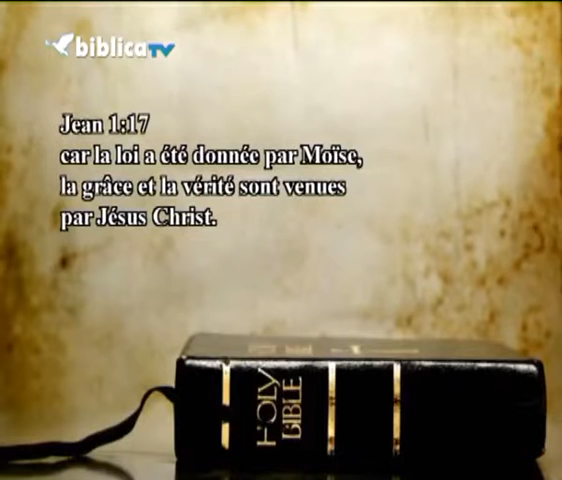 biblicaTV
Jean 1:17
car la loi a été donnée par Moïse,
la grâce et la vérité sont venues
par Jésus Christ.
HOLY
BIBLE